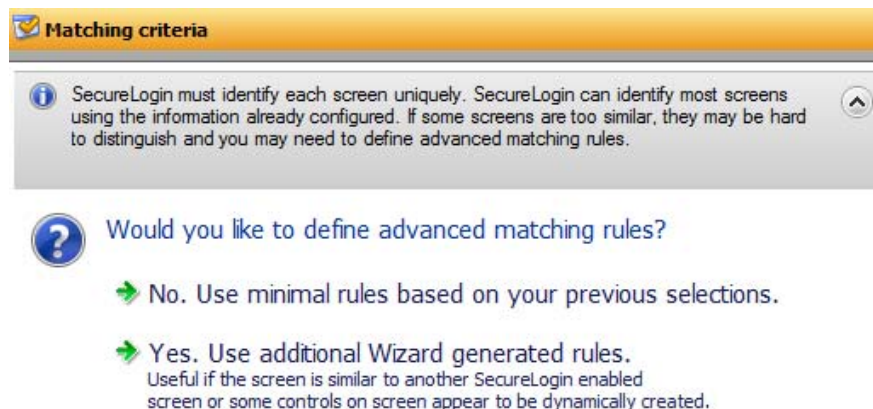 Matching criteria
SecureLogin must identify each screen uniquely. SecureLogin can identify most screens
using the information already configured. If some screens are too similar, they may be hard
to distinguish and you may need to define advanced matching rules.
Would you like to define advanced matching rules?
No. Use minimal rules based on your previous selections.
Yes. Use additional Wizard generated rules.
Useful if the screen is similar to another SecureLogin enabled
screen or some controls on screen appear to be dynamically created.